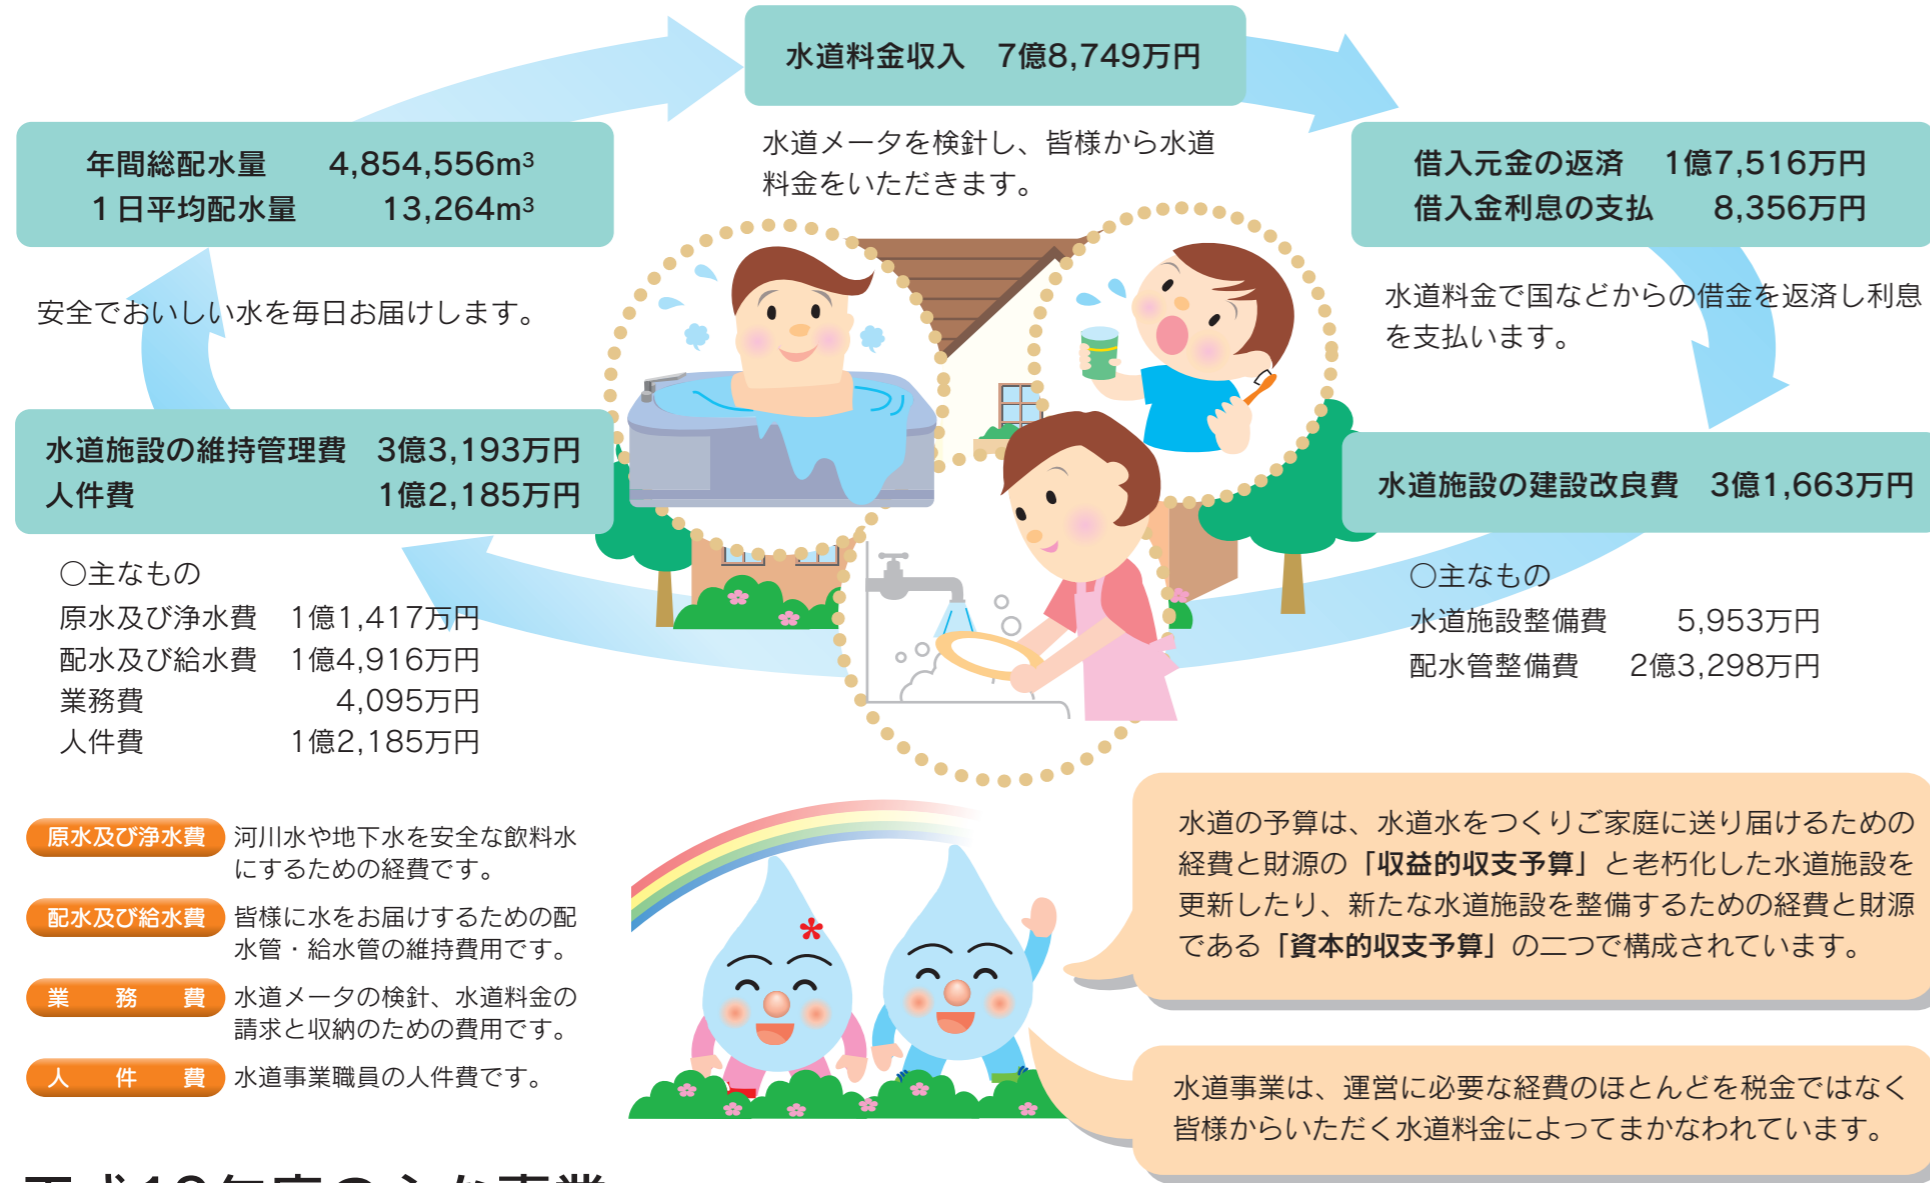 水道料金収入　7億8,749万円
水道メータを検針し、皆様から水道
料金をいただきます。
年間総配水量　4,854,556m³
１日平均配水量　13,264m³
安全でおいしい水を毎日お届けします。
借入元金の返済　1億7,516万円
借入金利息の支払　8,356万円
水道料金で国などからの借金を返済し利息
を支払います。
水道施設の維持管理費　3億3,193万円
人件費　1億2,185万円
○主なもの
原水及び浄水費　1億1,417万円
配水及び給水費　1億4,916万円
業務費　4,095万円
人件費　1億2,185万円
水道施設の建設改良費　3億1,663万円
○主なもの
水道施設整備費　5,953万円
配水管整備費　2億3,298万円
原水及び浄水費　河川水や地下水を安全な飲料水
にするための経費です。
配水及び給水費　皆様に水をお届けするための配
水管・給水管の維持費用です。
業務費　水道メータの検針、水道料金の
請求と収納のための費用です。
人件費　水道事業職員の人件費です。
水道の予算は、水道水をつくりご家庭に送り届けるための
経費と財源の「収益的収支予算」と老朽化した水道施設を
更新したり、新たな水道施設を整備するための経費と財源
である「資本的収支予算」の二つで構成されています。
水道事業は、運営に必要な経費のほとんどを税金ではなく
皆様からいただく水道料金によってまかなわれています。